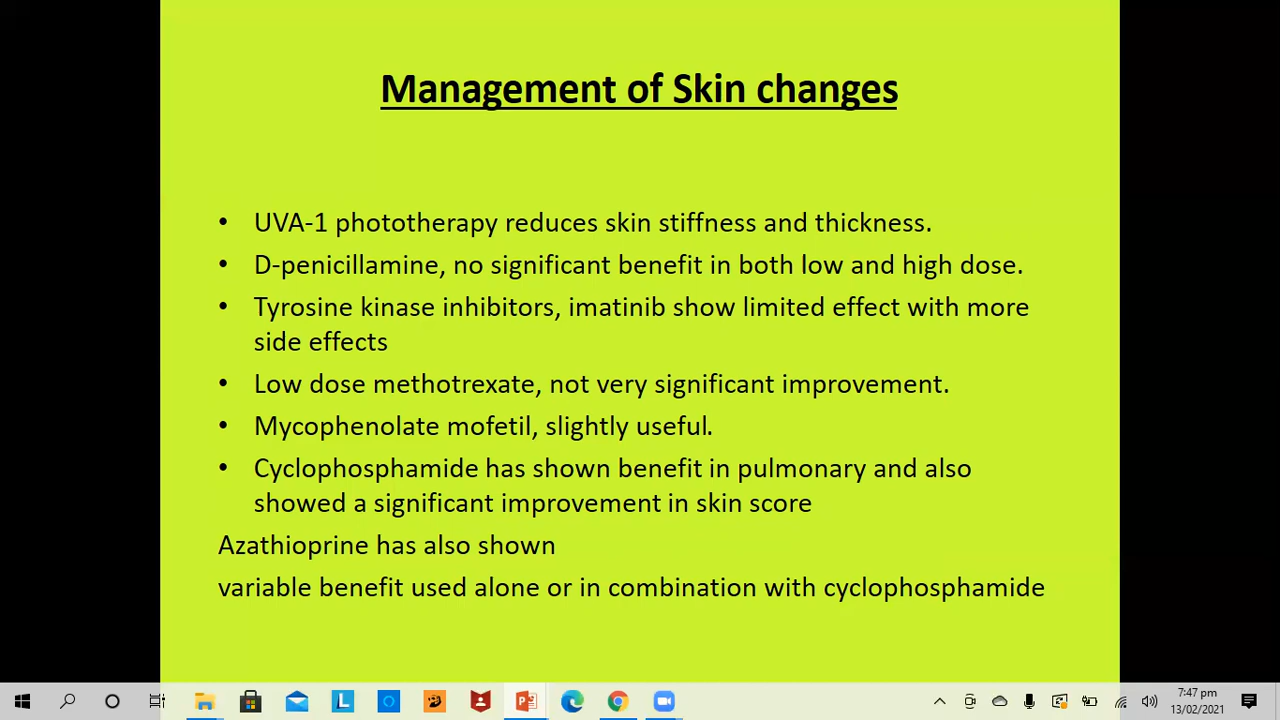 Management of Skin changes
• UVA-1 phototherapy reduces skin stiffness and thickness.
• D-penicillamine, no significant benefit in both low and high dose.
• Tyrosine kinase inhibitors, imatinib show limited effect with more
side effects
• Low dose methotrexate, not very significant improvement.
• Mycophenolate mofetil, slightly useful.
• Cyclophosphamide has shown benefit in pulmonary and also
showed a significant improvement in skin score
Azathioprine has also shown
variable benefit used alone or in combination with cyclophosphamide
7:47 pm
13/02/2021